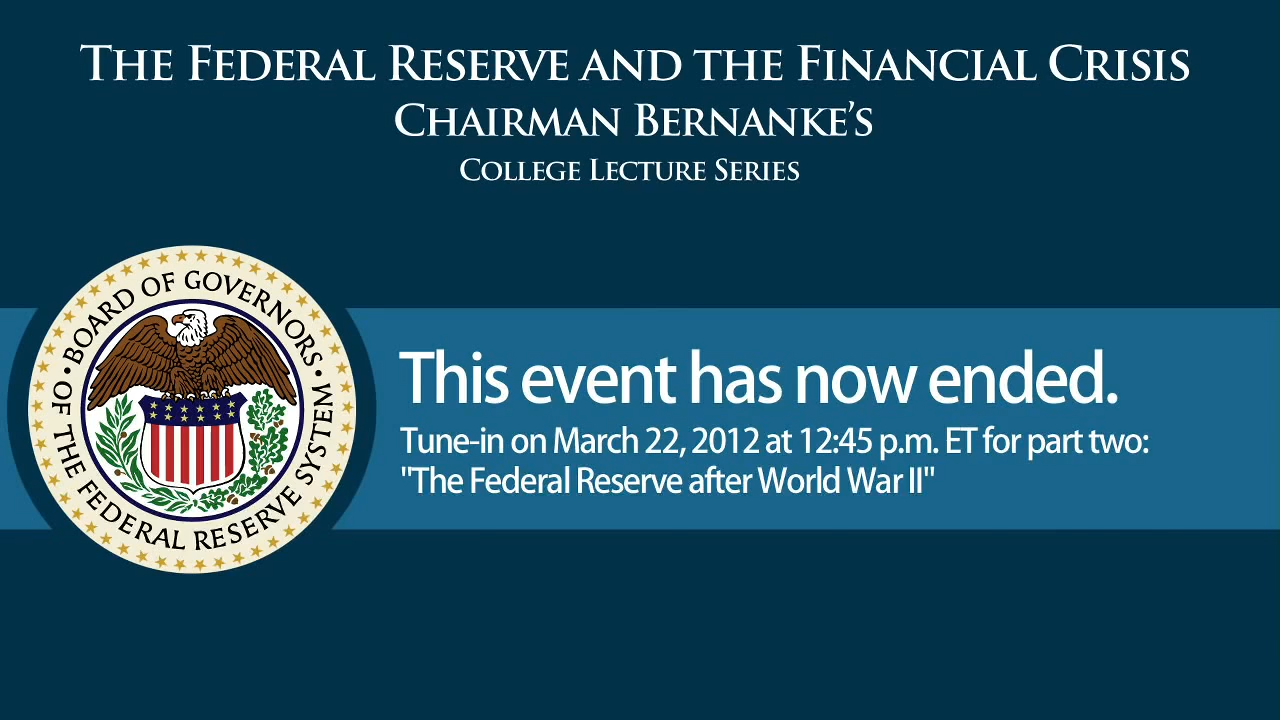 THE FEDERAL RESERVE AND THE FINANCIAL CRISIS
CHAIRMAN BERNANKE'S
COLLEGE LECTURE SERIES
• BOARD OF GOVERNORS •
OF THE FEDERAL RESERVE SYSTEM
This event has now ended.
Tune-in on March 22, 2012 at 12:45 p.m. ET for part two:
"The Federal Reserve after World War II"